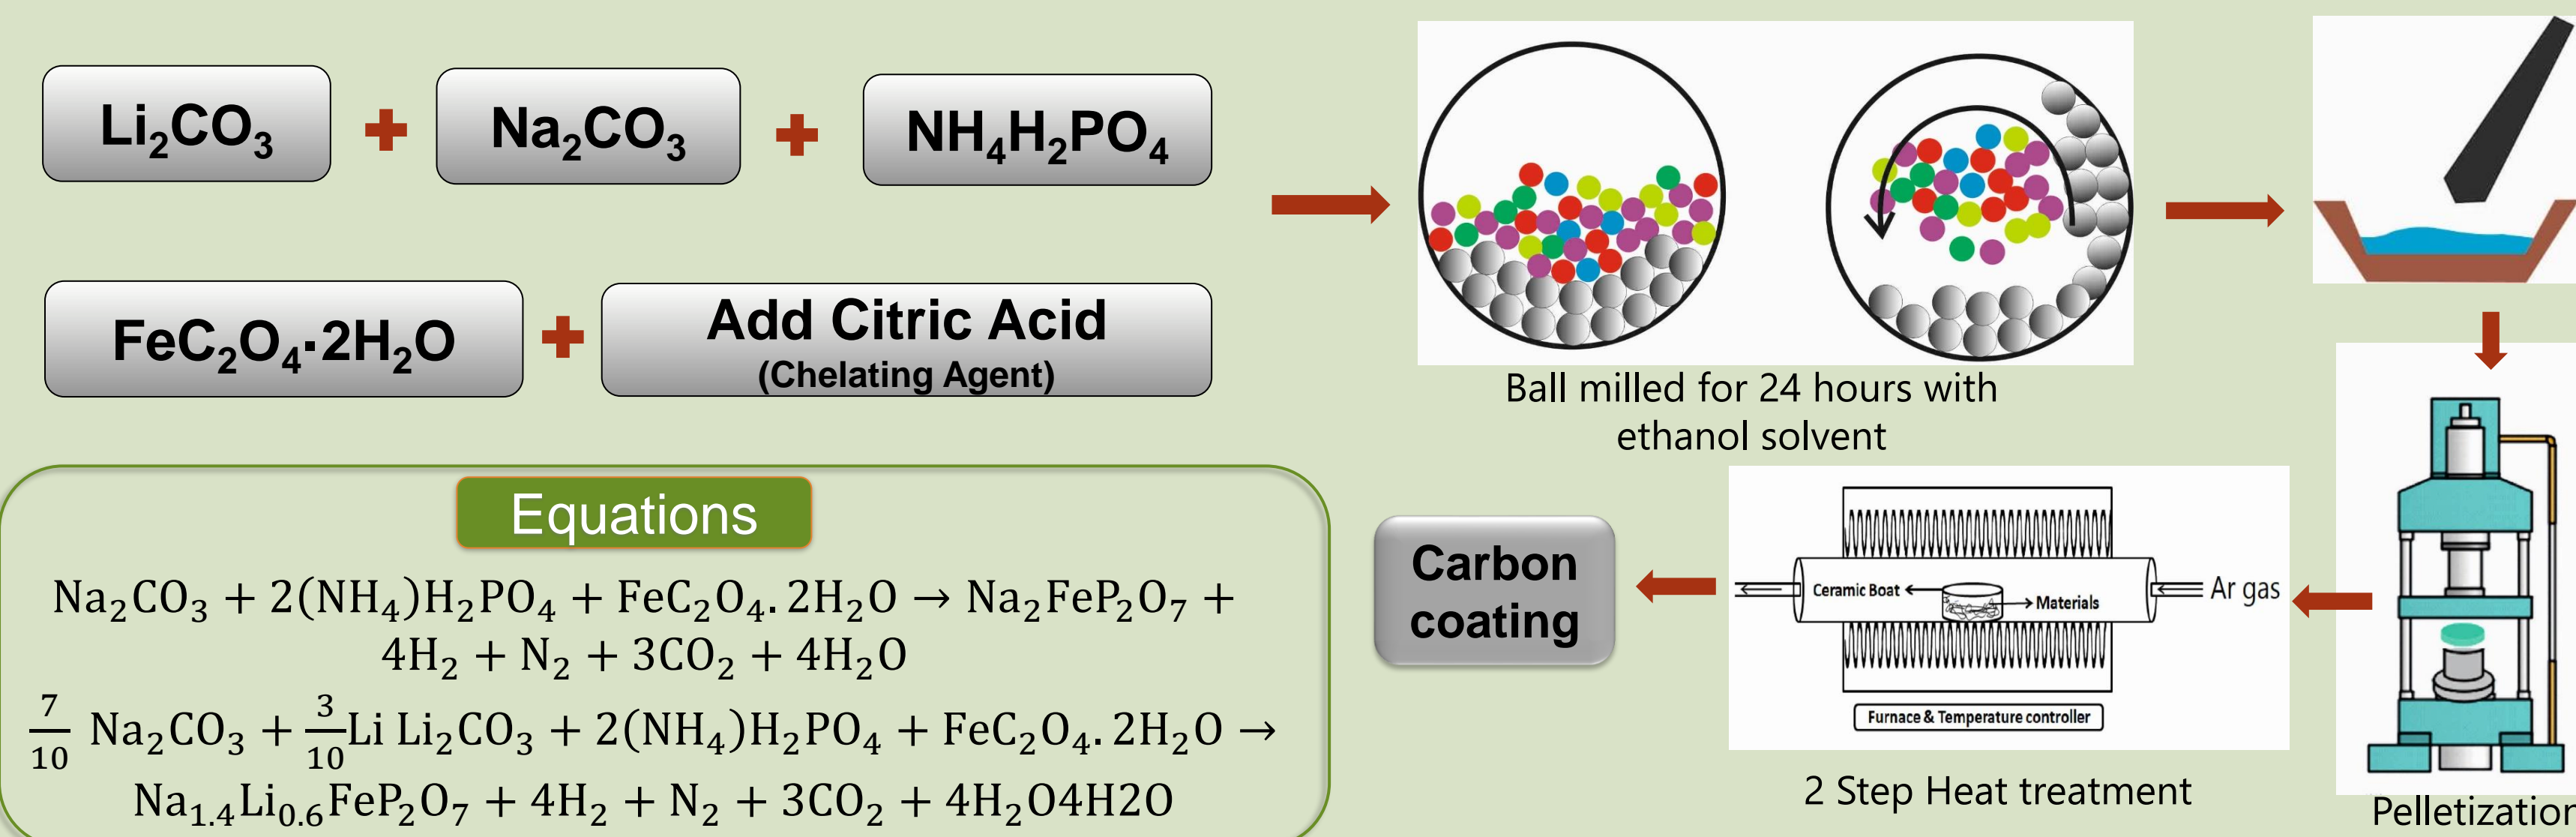 Li₂CO₃ + Na₂CO₃ + NH₄H₂PO₄
FeC₂O₄·2H₂O + Add Citric Acid
(Chelating Agent)
Ball milled for 24 hours with
ethanol solvent
Pelletization
Ceramic Boat
Materials
Ar gas
Furnace & Temperature controller
2 Step Heat treatment
Carbon
coating
Equations
Na₂CO₃ + 2(NH₄)H₂PO₄ + FeC₂O₄. 2H₂O → Na₂FeP₂O₇ +
4H₂ + N₂ + 3CO₂ + 4H₂O
7/10 Na₂CO₃ + 3/10 Li Li₂CO₃ + 2(NH₄)H₂PO₄ + FeC₂O₄. 2H₂O →
Na₁.₄Li₀.₆FeP₂O₇ + 4H₂ + N₂ + 3CO₂ + 4H₂O4H2O